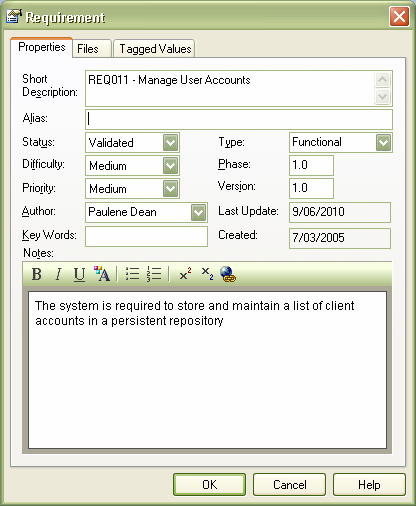 Requirement
Properties Files Tagged Values
Short Description: REQ011 - Manage User Accounts
Alias:
Status: Validated Type: Functional
Difficulty: Medium Phase: 1.0
Priority: Medium Version: 1.0
Author: Paulene Dean Last Update: 9/06/2010
Key Words: Created: 7/03/2005
Notes:
B I U A x² x₂
The system is required to store and maintain a list of client
accounts in a persistent repository
OK Cancel Help